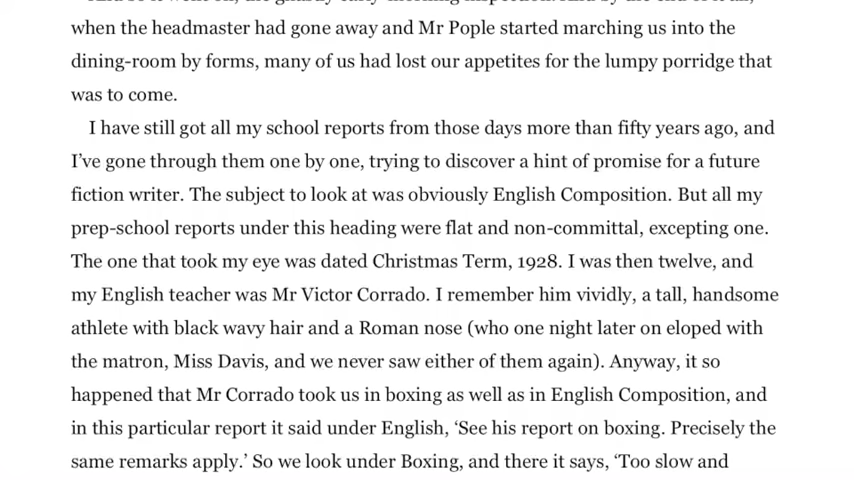 when the headmaster had gone away and Mr Pople started marching us into the
dining-room by forms, many of us had lost our appetites for the lumpy porridge that
was to come.
I have still got all my school reports from those days more than fifty years ago, and
I’ve gone through them one by one, trying to discover a hint of promise for a future
fiction writer. The subject to look at was obviously English Composition. But all my
prep-school reports under this heading were flat and non-committal, excepting one.
The one that took my eye was dated Christmas Term, 1928. I was then twelve, and
my English teacher was Mr Victor Corrado. I remember him vividly, a tall, handsome
athlete with black wavy hair and a Roman nose (who one night later on eloped with
the matron, Miss Davis, and we never saw either of them again). Anyway, it so
happened that Mr Corrado took us in boxing as well as in English Composition, and
in this particular report it said under English, ‘See his report on boxing. Precisely the
same remarks apply.’ So we look under Boxing, and there it says, ‘Too slow and